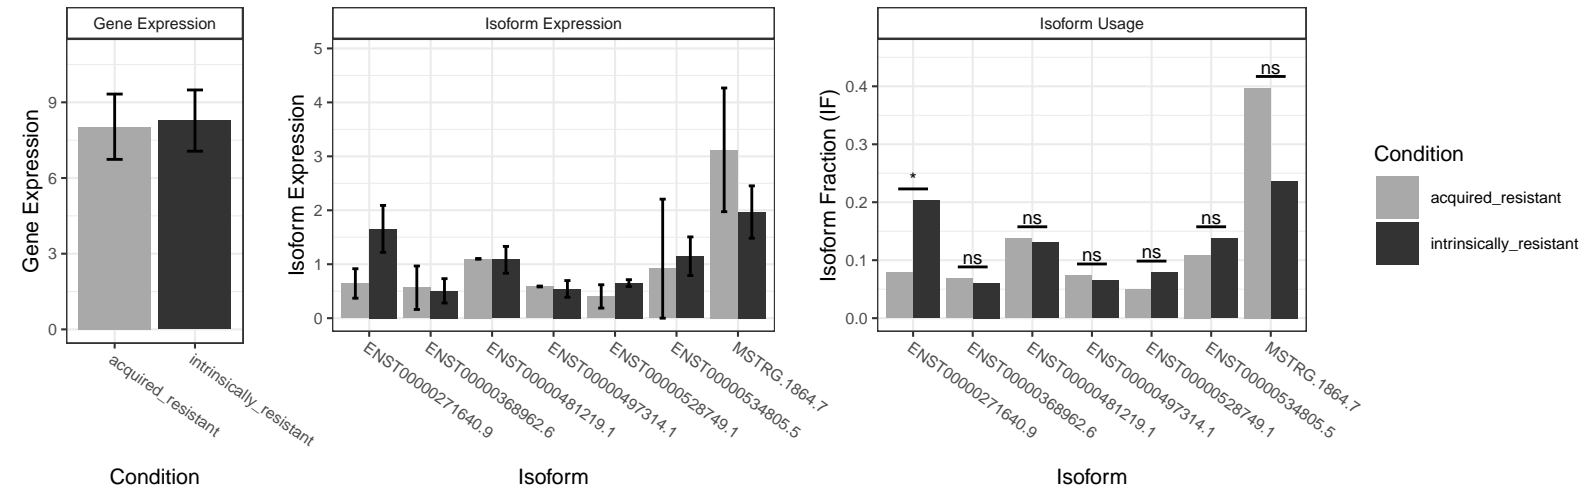 Gene Expression
Isoform Expression
Isoform Usage
Gene Expression
9
6
3
0
acquired_resistant
intrinsically_resistant
Condition
Isoform Expression
5
4
3
2
1
0
ENST00000271640.9
ENST00000368962.6
ENST00000481219.1
ENST00000497314.1
ENST00000528749.1
ENST00000534805.5
MSTRG.1864.7
Isoform
Isoform Fraction (IF)
0.4
0.3
0.2
0.1
0.0
*
ns
ns
ns
ns
ns
ns
ENST00000271640.9
ENST00000368962.6
ENST00000481219.1
ENST00000497314.1
ENST00000528749.1
ENST00000534805.5
MSTRG.1864.7
Isoform
Condition
acquired_resistant
intrinsically_resistant